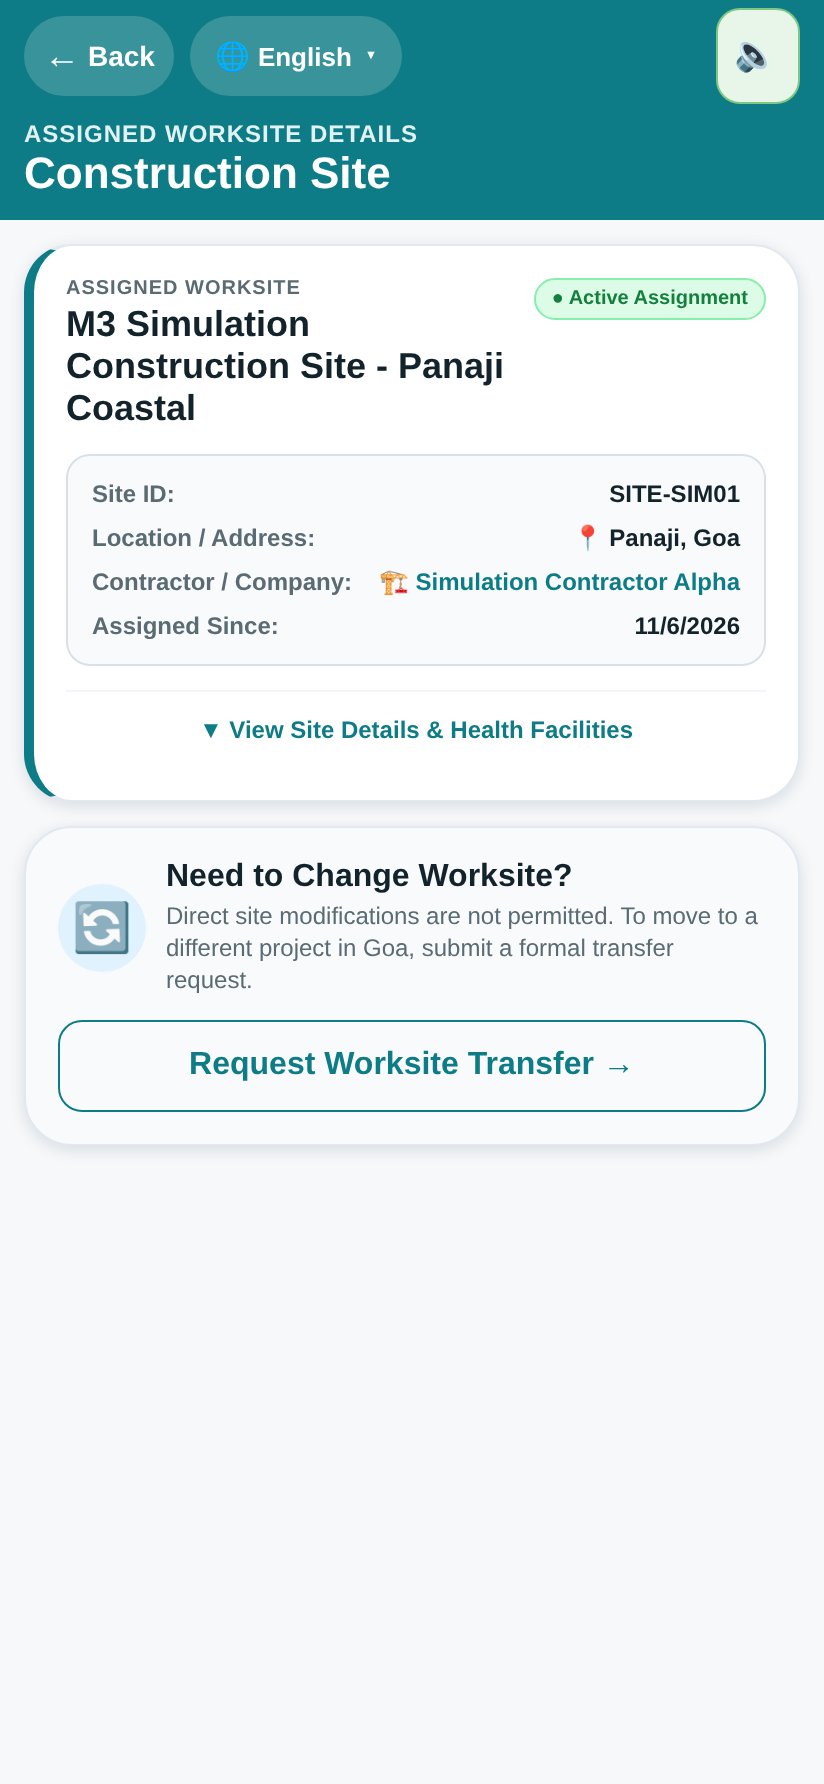 ← Back
🌐 English ▾
🔈
ASSIGNED WORKSITE DETAILS
Construction Site
ASSIGNED WORKSITE
● Active Assignment
M3 Simulation
Construction Site - Panaji
Coastal
Site ID: SITE-SIM01
Location / Address: 📍 Panaji, Goa
Contractor / Company: 🏗️ Simulation Contractor Alpha
Assigned Since: 11/6/2026
▼ View Site Details & Health Facilities
Need to Change Worksite?
Direct site modifications are not permitted. To move to a
different project in Goa, submit a formal transfer
request.
Request Worksite Transfer →